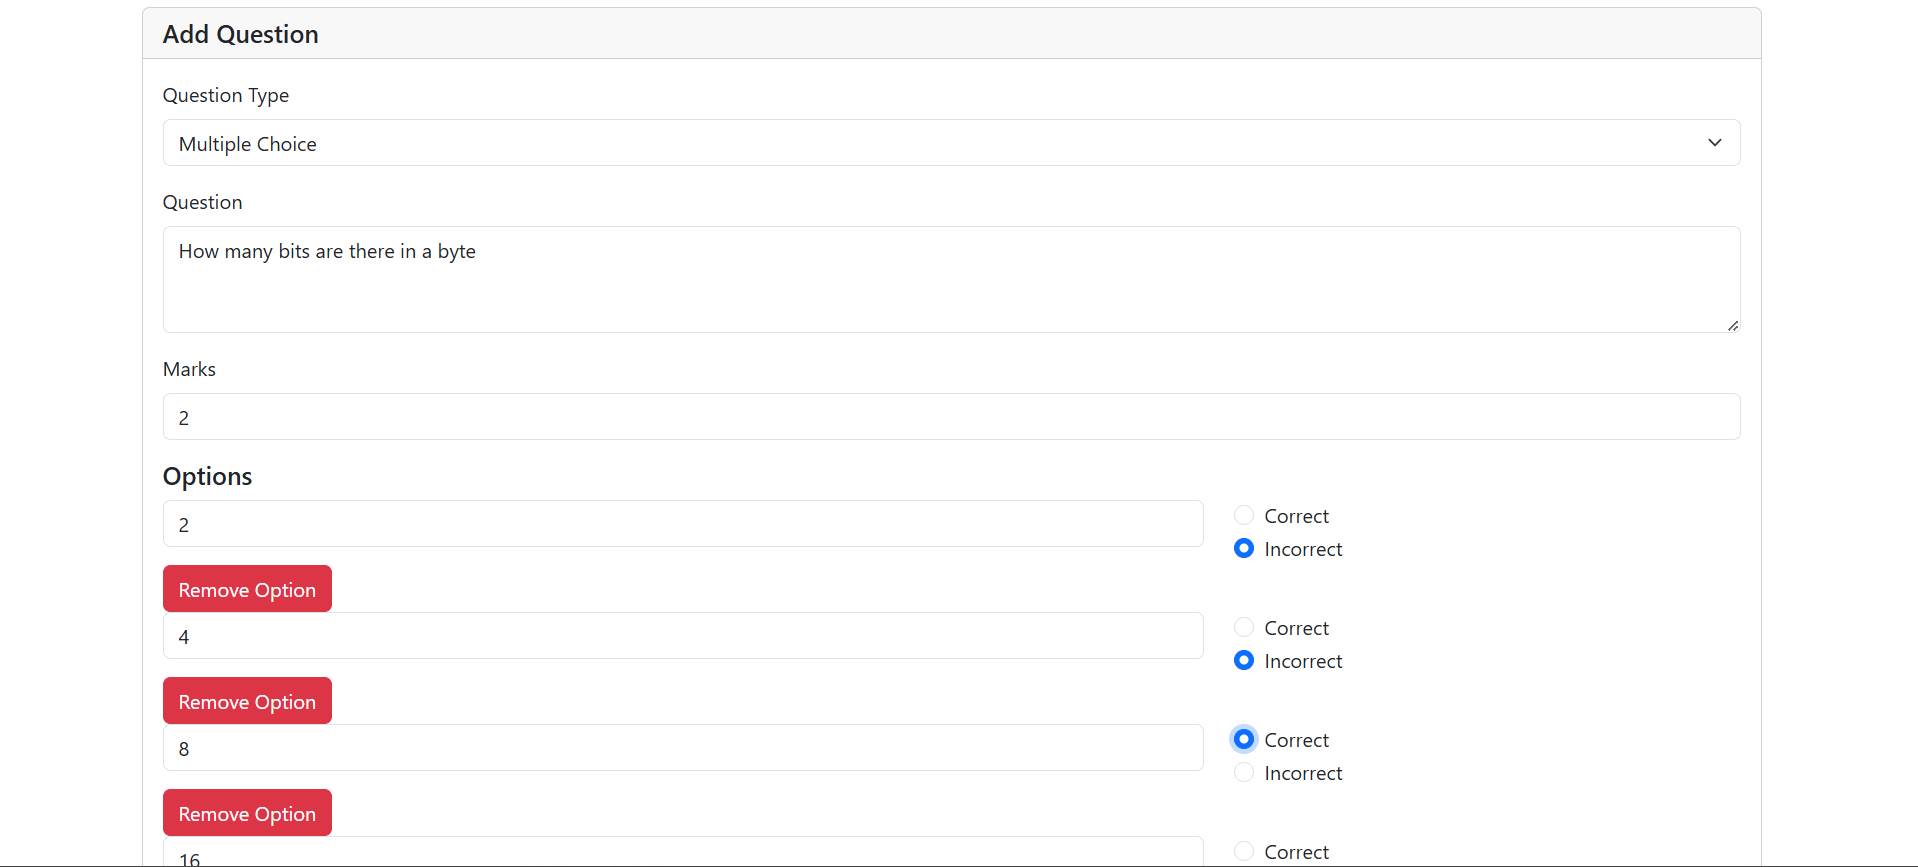 Add Question
Question Type
Multiple Choice
Question
How many bits are there in a byte
Marks
2
Options
2
Correct
Incorrect
Remove Option
4
Correct
Incorrect
Remove Option
8
Correct
Incorrect
Remove Option
16
Correct